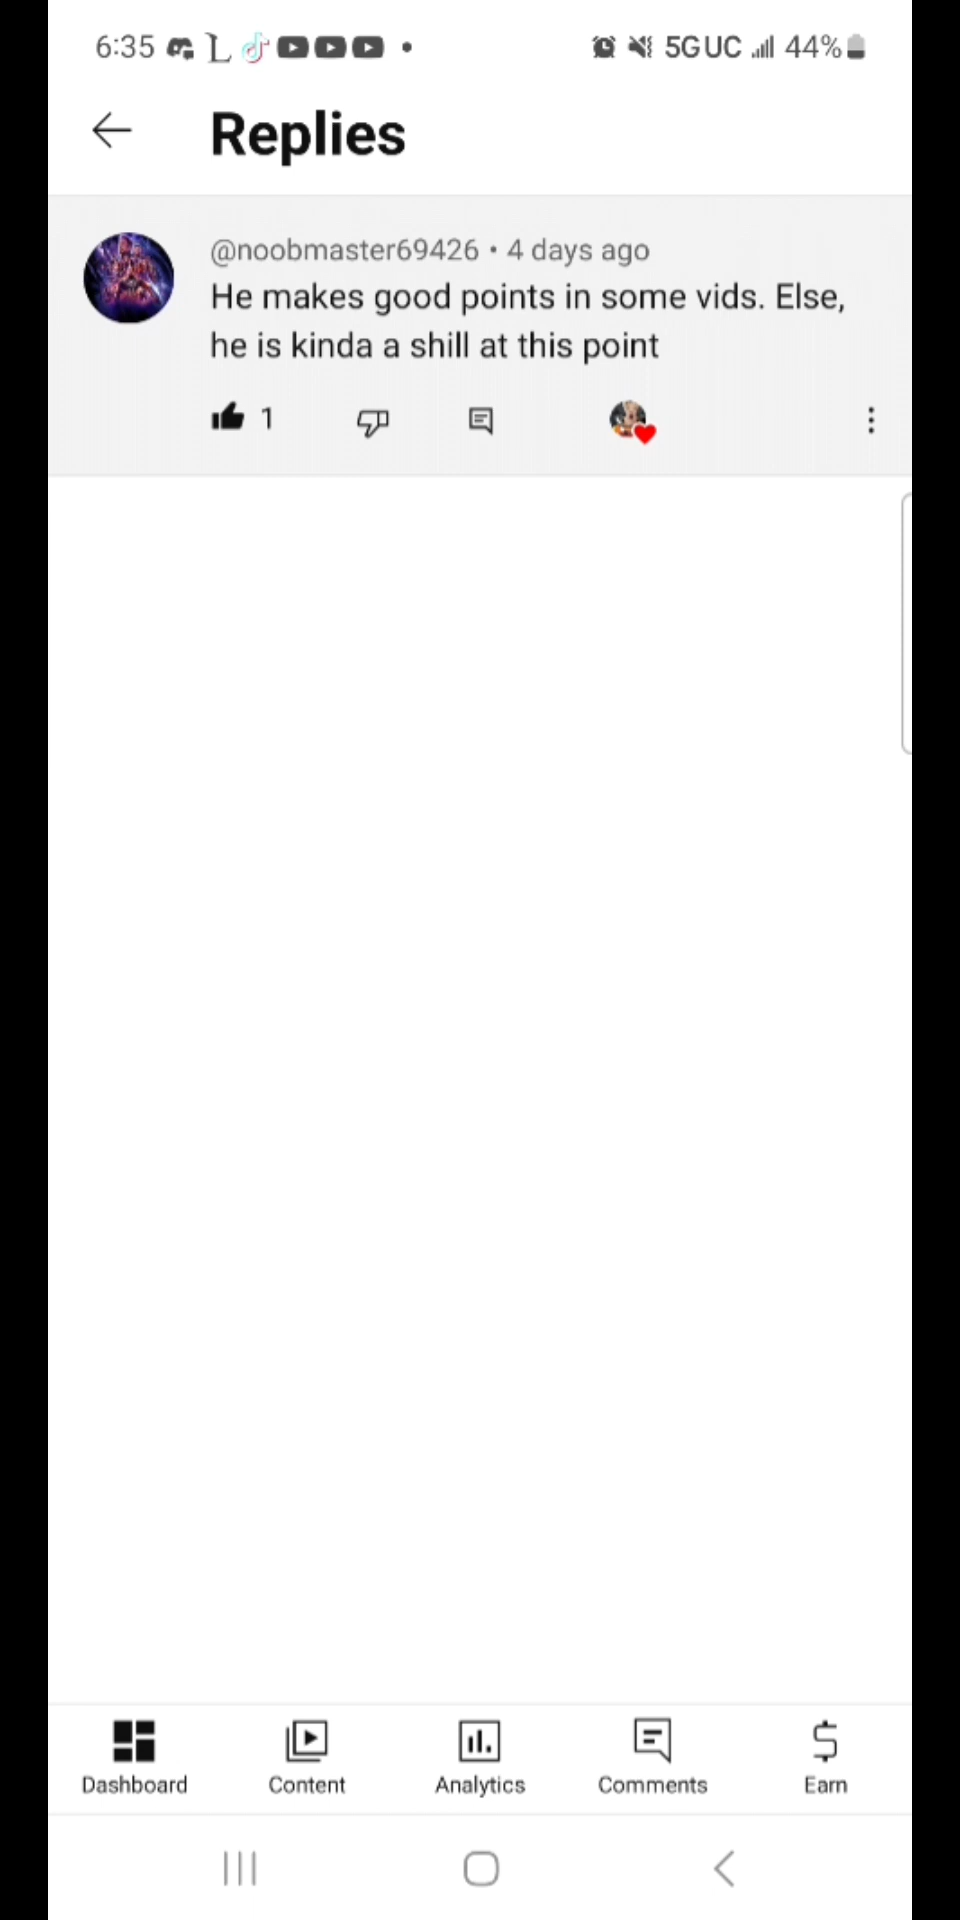 6:35 L 5G UC 44%
Replies
@noobmaster69426 • 4 days ago
He makes good points in some vids. Else,
he is kinda a shill at this point
1
Dashboard Content Analytics Comments Earn